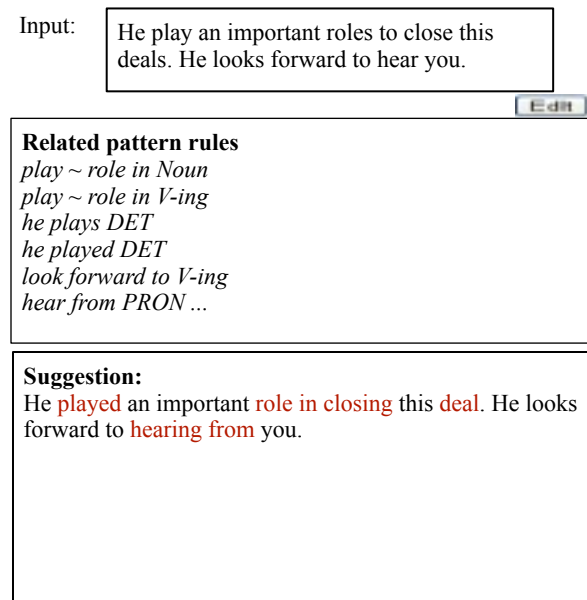 Input:
He play an important roles to close this
deals. He looks forward to hear you.
Edit
Related pattern rules
play ~ role in Noun
play ~ role in V-ing
he plays DET
he played DET
look forward to V-ing
hear from PRON ...
Suggestion:
He played an important role in closing this deal. He looks
forward to hearing from you.